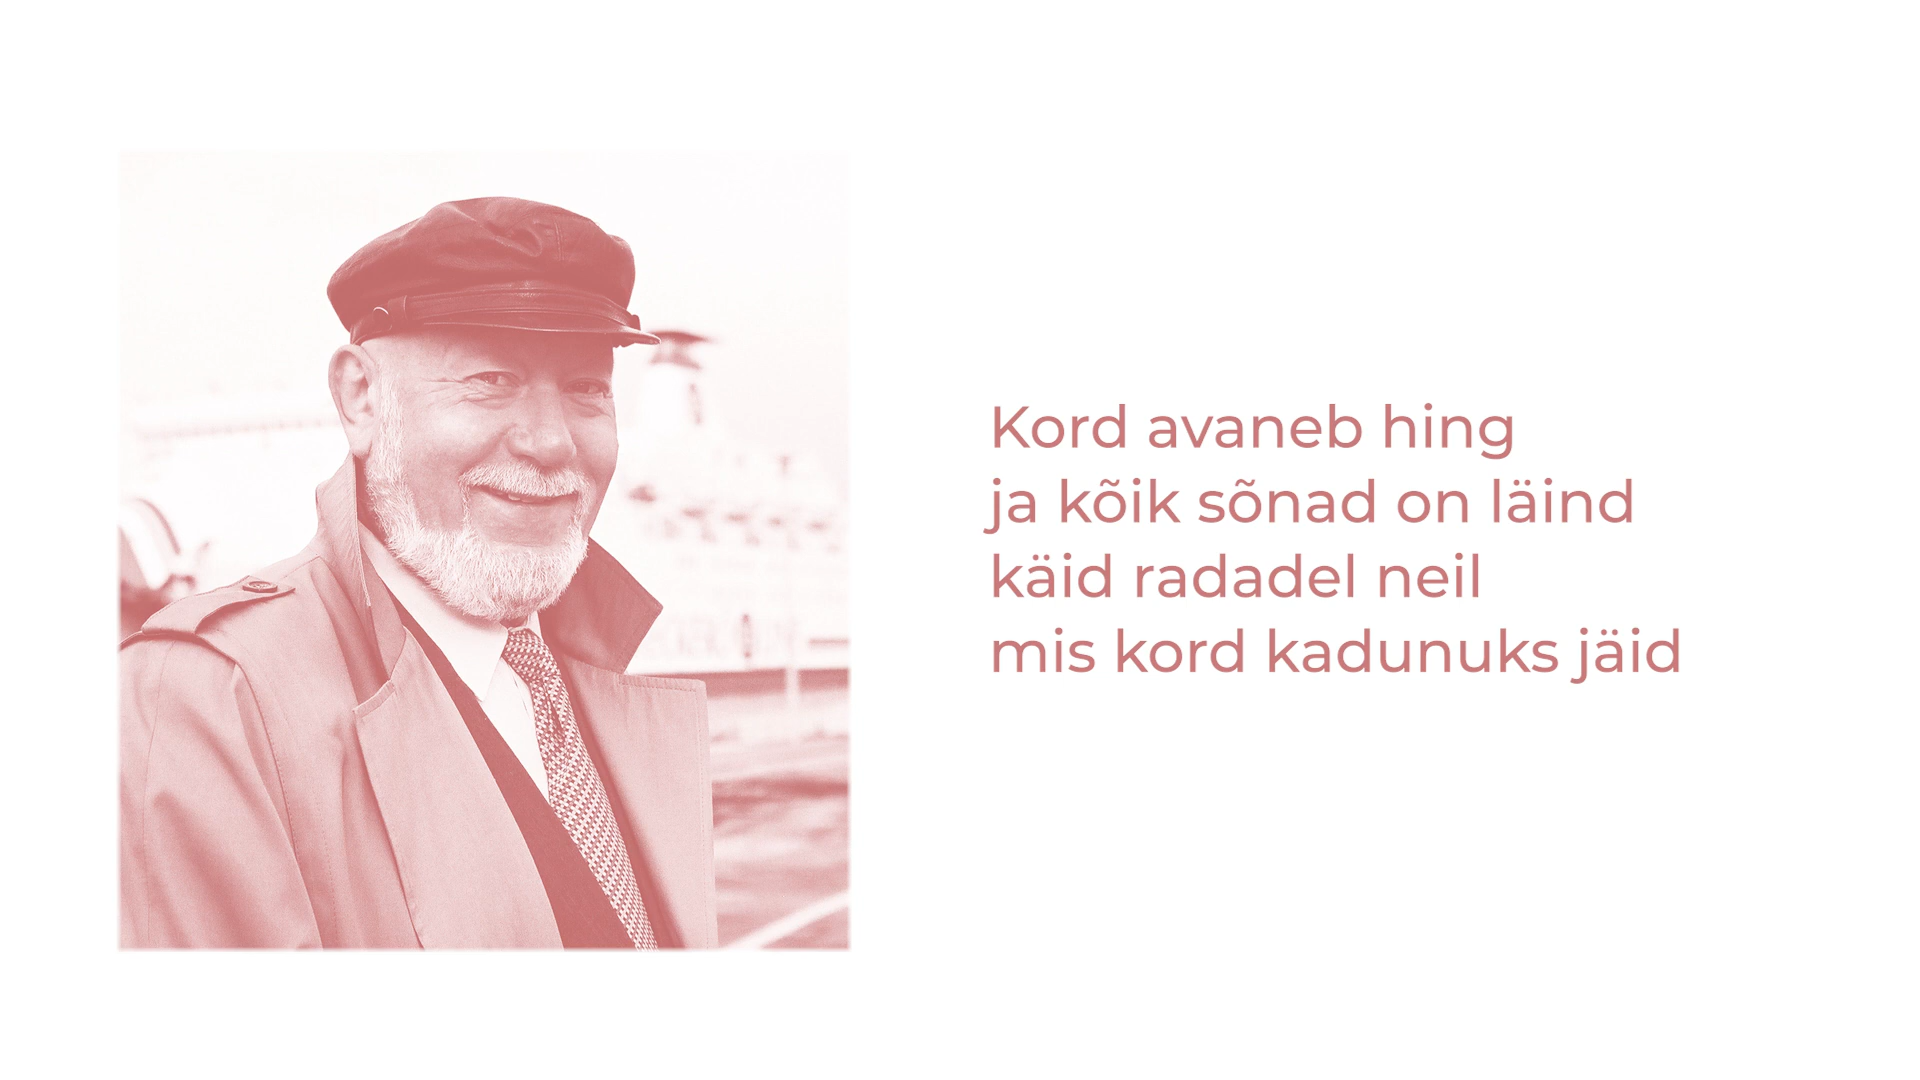 Kord avaneb hing
ja kõik sõnad on läind
käid radadel neil
mis kord kadunuks jäid